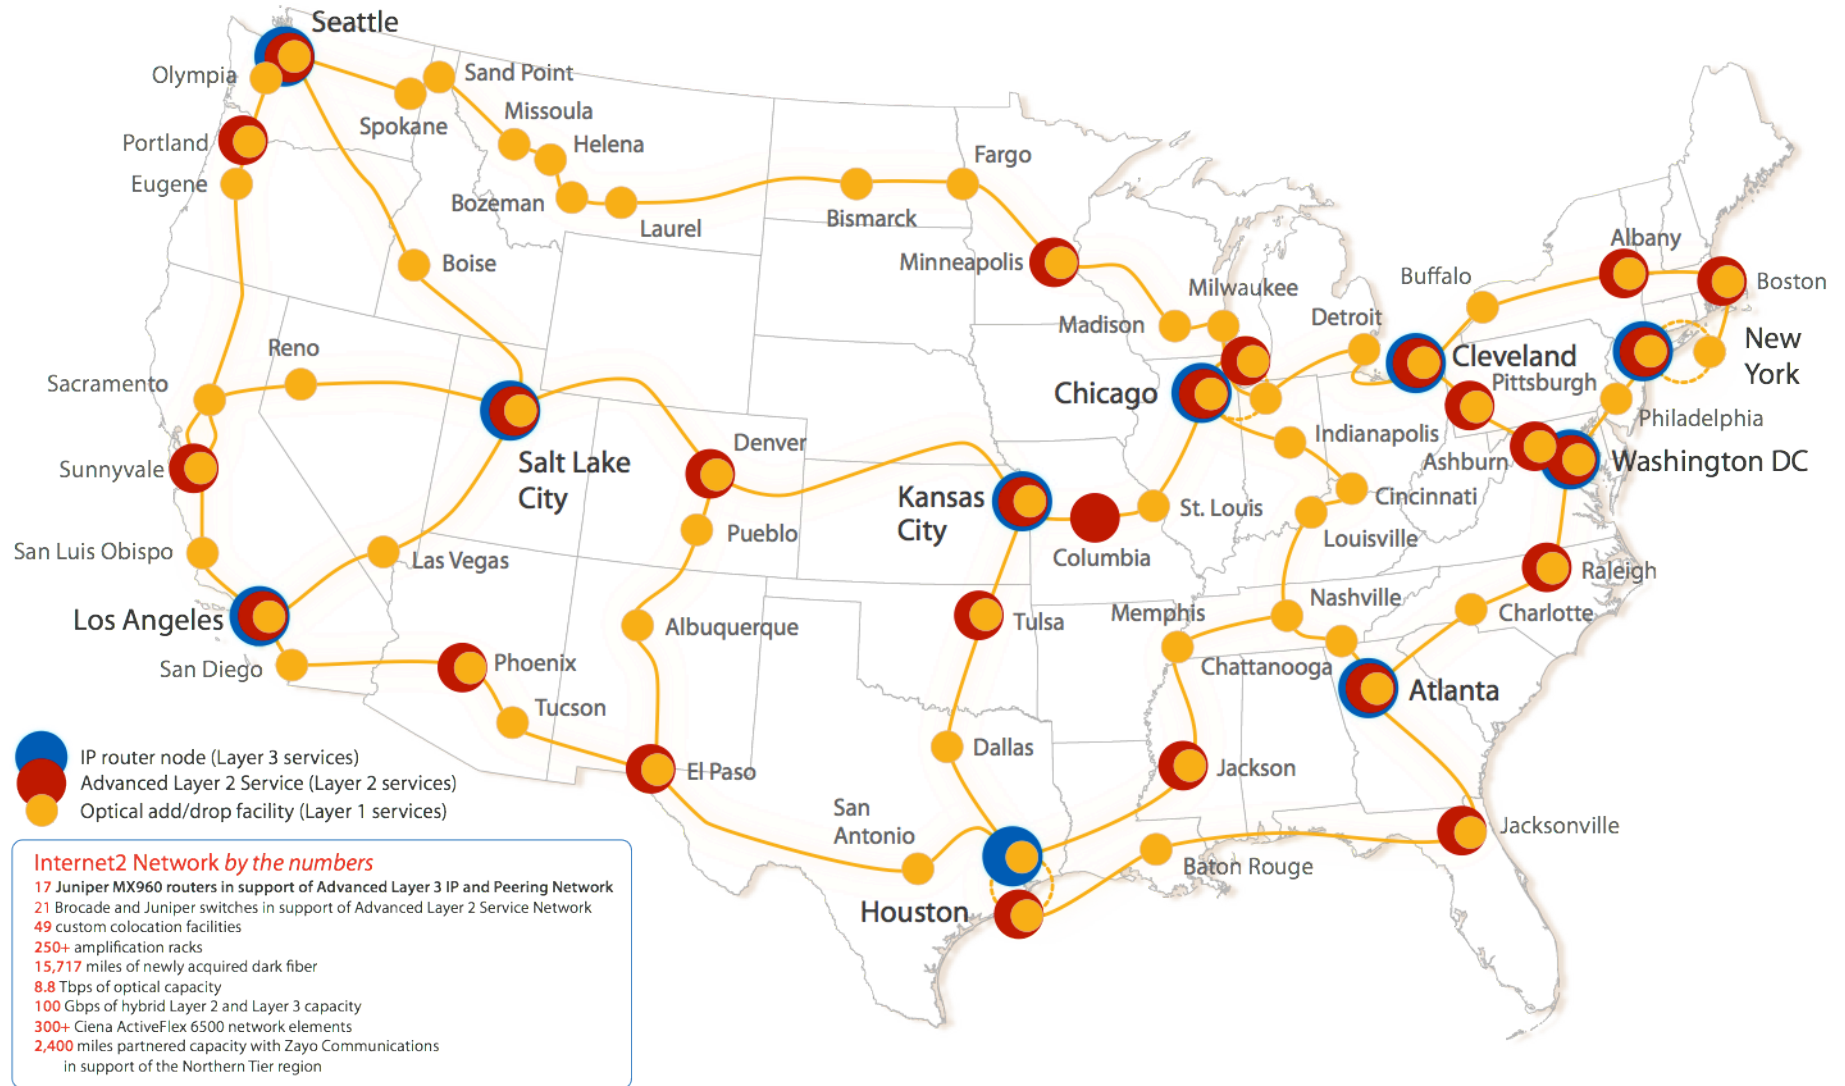 Seattle
Olympia
Sand Point
Missoula
Spokane
Portland
Helena
Fargo
Eugene
Bozeman
Laurel
Bismarck
Boise
Minneapolis
Albany
Buffalo
Boston
Milwaukee
Madison
Detroit
New
York
Reno
Cleveland
Sacramento
Chicago
Pittsburgh
Philadelphia
Indianapolis
Denver
Ashburn
Washington DC
Sunnyvale
Salt Lake
City
Kansas
City
Cincinnati
St. Louis
Pueblo
Louisville
San Luis Obispo
Las Vegas
Columbia
Raleigh
Nashville
Los Angeles
Albuquerque
Tulsa
Memphis
Charlotte
San Diego
Phoenix
Chattanooga
Atlanta
Tucson
Dallas
El Paso
Jackson
San
Antonio
Jacksonville
Baton Rouge
Houston
IP router node (Layer 3 services)
Advanced Layer 2 Service (Layer 2 services)
Optical add/drop facility (Layer 1 services)
Internet2 Network by the numbers
17 Juniper MX960 routers in support of Advanced Layer 3 IP and Peering Network
21 Brocade and Juniper switches in support of Advanced Layer 2 Service Network
49 custom colocation facilities
250+ amplification racks
15,717 miles of newly acquired dark fiber
8.8 Tbps of optical capacity
100 Gbps of hybrid Layer 2 and Layer 3 capacity
300+ Ciena ActiveFlex 6500 network elements
2,400 miles partnered capacity with Zayo Communications
in support of the Northern Tier region